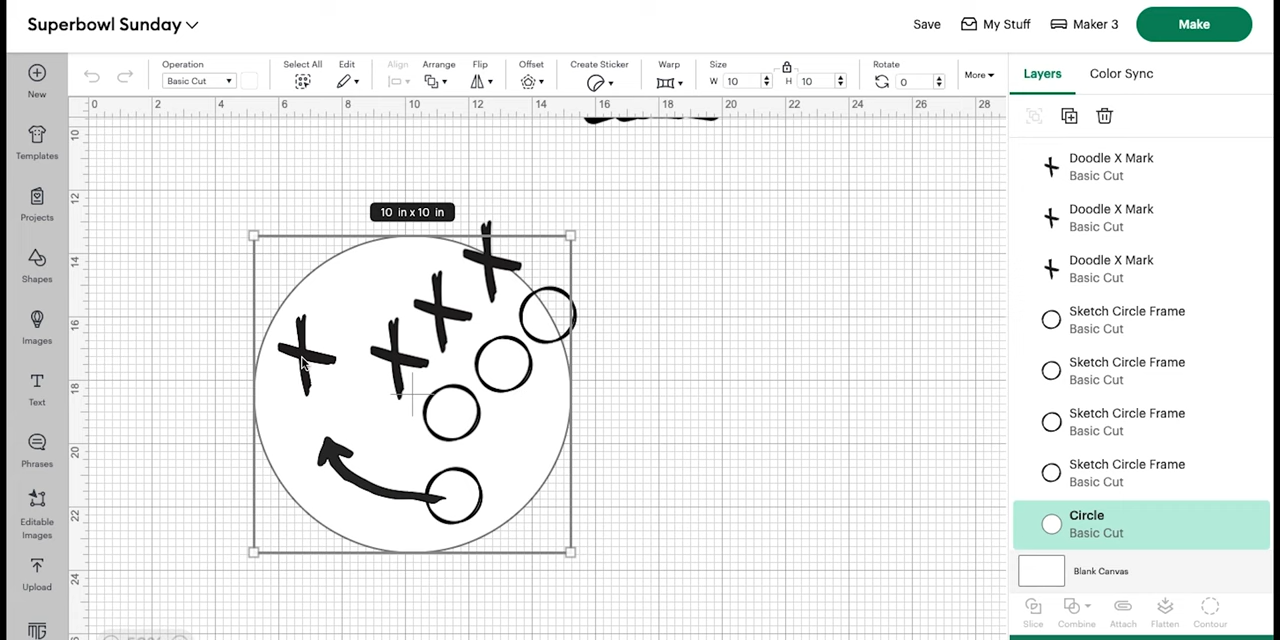 Superbowl Sunday
Save
My Stuff
Maker 3
Make
New
Templates
Projects
Shapes
Images
Text
Phrases
Editable
Images
Upload
Operation
Basic Cut
Select All
Edit
Align
Arrange
Flip
Offset
Create Sticker
Warp
Size
W 10
H 10
Rotate
0
More
0 2 4 6 8 10 12 14 16 18 20 22 24 26 28
10
12
14
16
18
20
22
24
10 in x 10 in
Layers
Color Sync
Doodle X Mark
Basic Cut
Doodle X Mark
Basic Cut
Doodle X Mark
Basic Cut
Sketch Circle Frame
Basic Cut
Sketch Circle Frame
Basic Cut
Sketch Circle Frame
Basic Cut
Sketch Circle Frame
Basic Cut
Circle
Basic Cut
Blank Canvas
Slice
Combine
Attach
Flatten
Contour